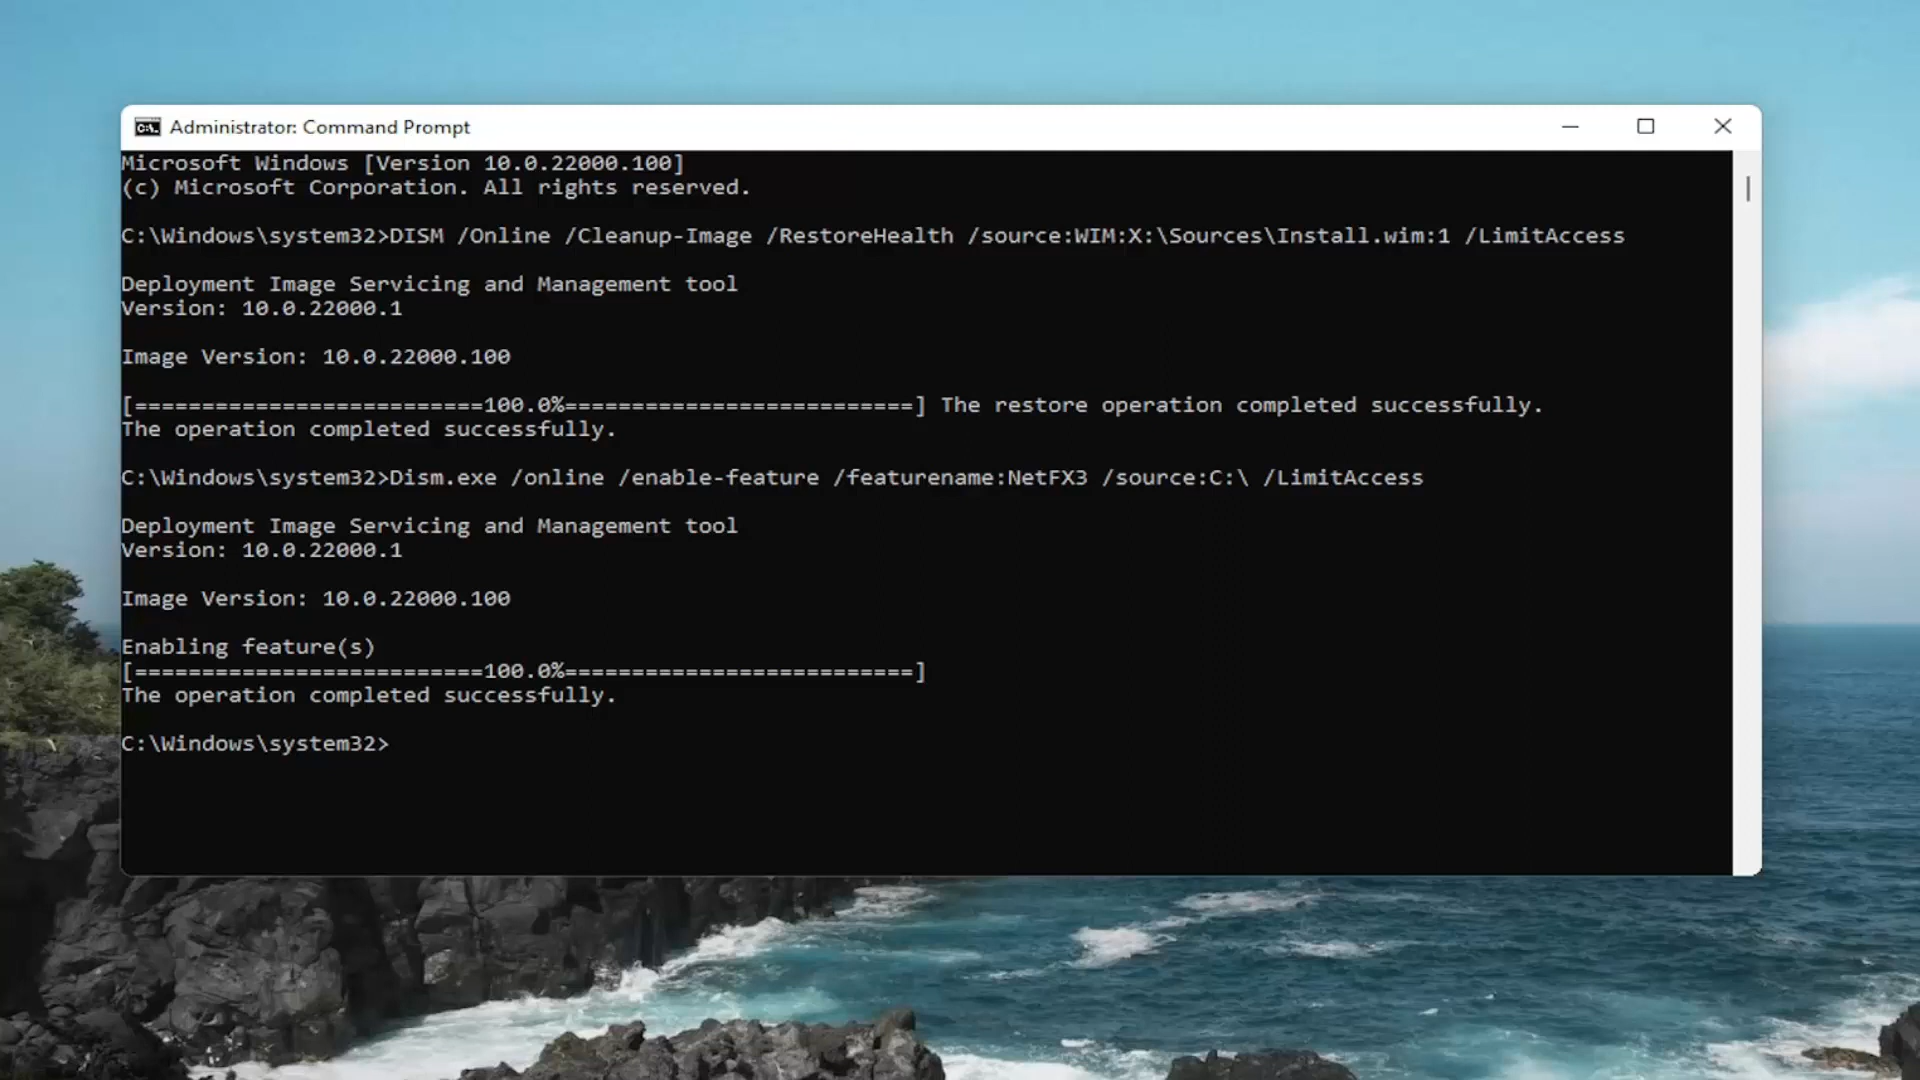 Administrator: Command Prompt
Microsoft Windows [Version 10.0.22000.100]
(c) Microsoft Corporation. All rights reserved.
C:\Windows\system32>DISM /Online /Cleanup-Image /RestoreHealth /source:WIM:X:\Sources\Install.wim:1 /LimitAccess
Deployment Image Servicing and Management tool
Version: 10.0.22000.1
Image Version: 10.0.22000.100
[==========================100.0%==========================] The restore operation completed successfully.
The operation completed successfully.
C:\Windows\system32>Dism.exe /online /enable-feature /featurename:NetFX3 /source:C:\ /LimitAccess
Deployment Image Servicing and Management tool
Version: 10.0.22000.1
Image Version: 10.0.22000.100
Enabling feature(s)
[==========================100.0%==========================]
The operation completed successfully.
C:\Windows\system32>